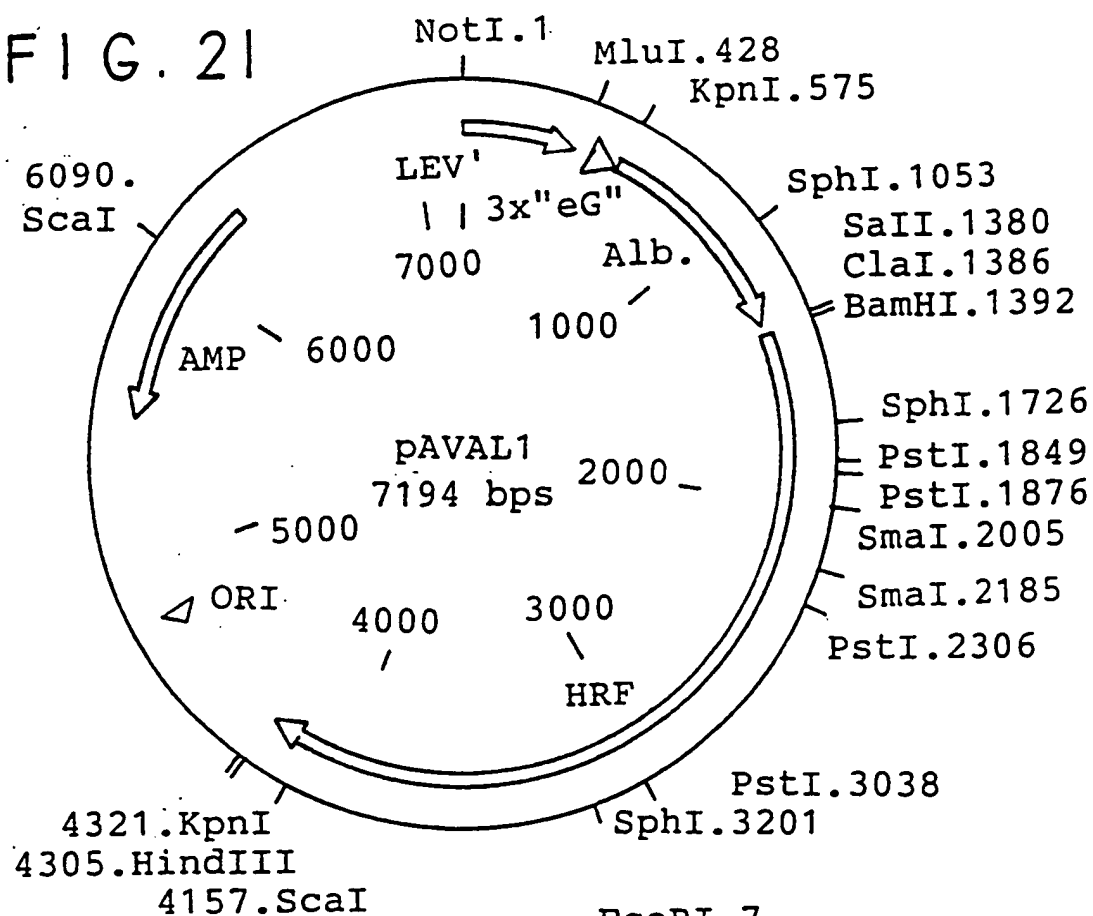 FIG. 21
NotI.1
MluI.428
KpnI.575
6090.
ScaI
LEV'
3x"eG"
SphI.1053
SaII.1380
ClaI.1386
BamHI.1392
7000
Alb.
1000
AMP
6000
SphI.1726
pAVAL1
7194 bps
2000
PstI.1849
PstI.1876
SmaI.2005
5000
ORI
4000
3000
SmaI.2185
PstI.2306
HRF
PstI.3038
SphI.3201
4321.KpnI
4305.HindIII
4157.ScaI